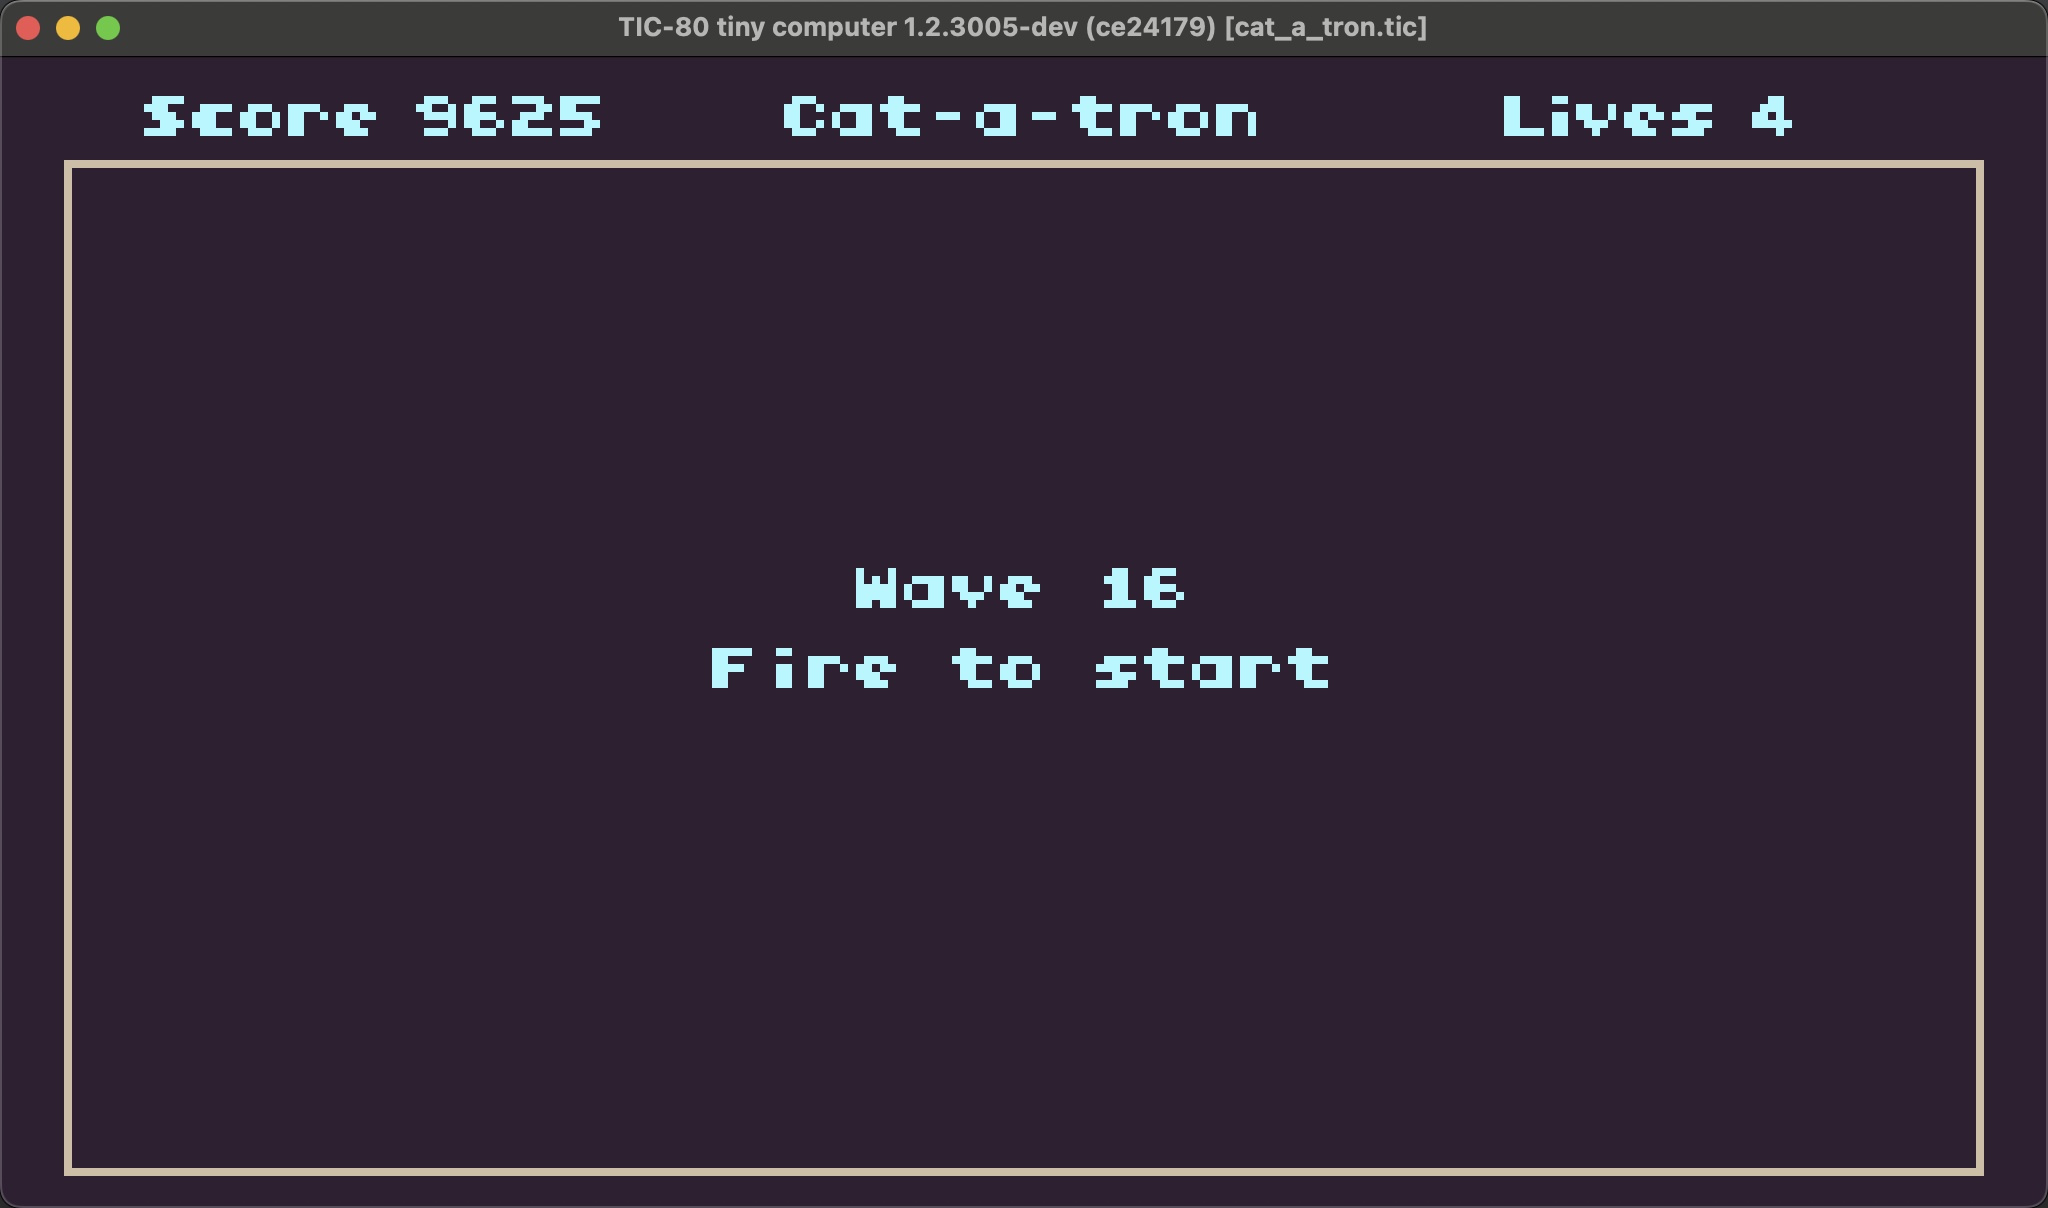 TIC-80 tiny computer 1.2.3005-dev (ce24179) [cat_a_tron.tic]
Score 9625 Cat-a-tron Lives 4
Wave 16
Fire to start